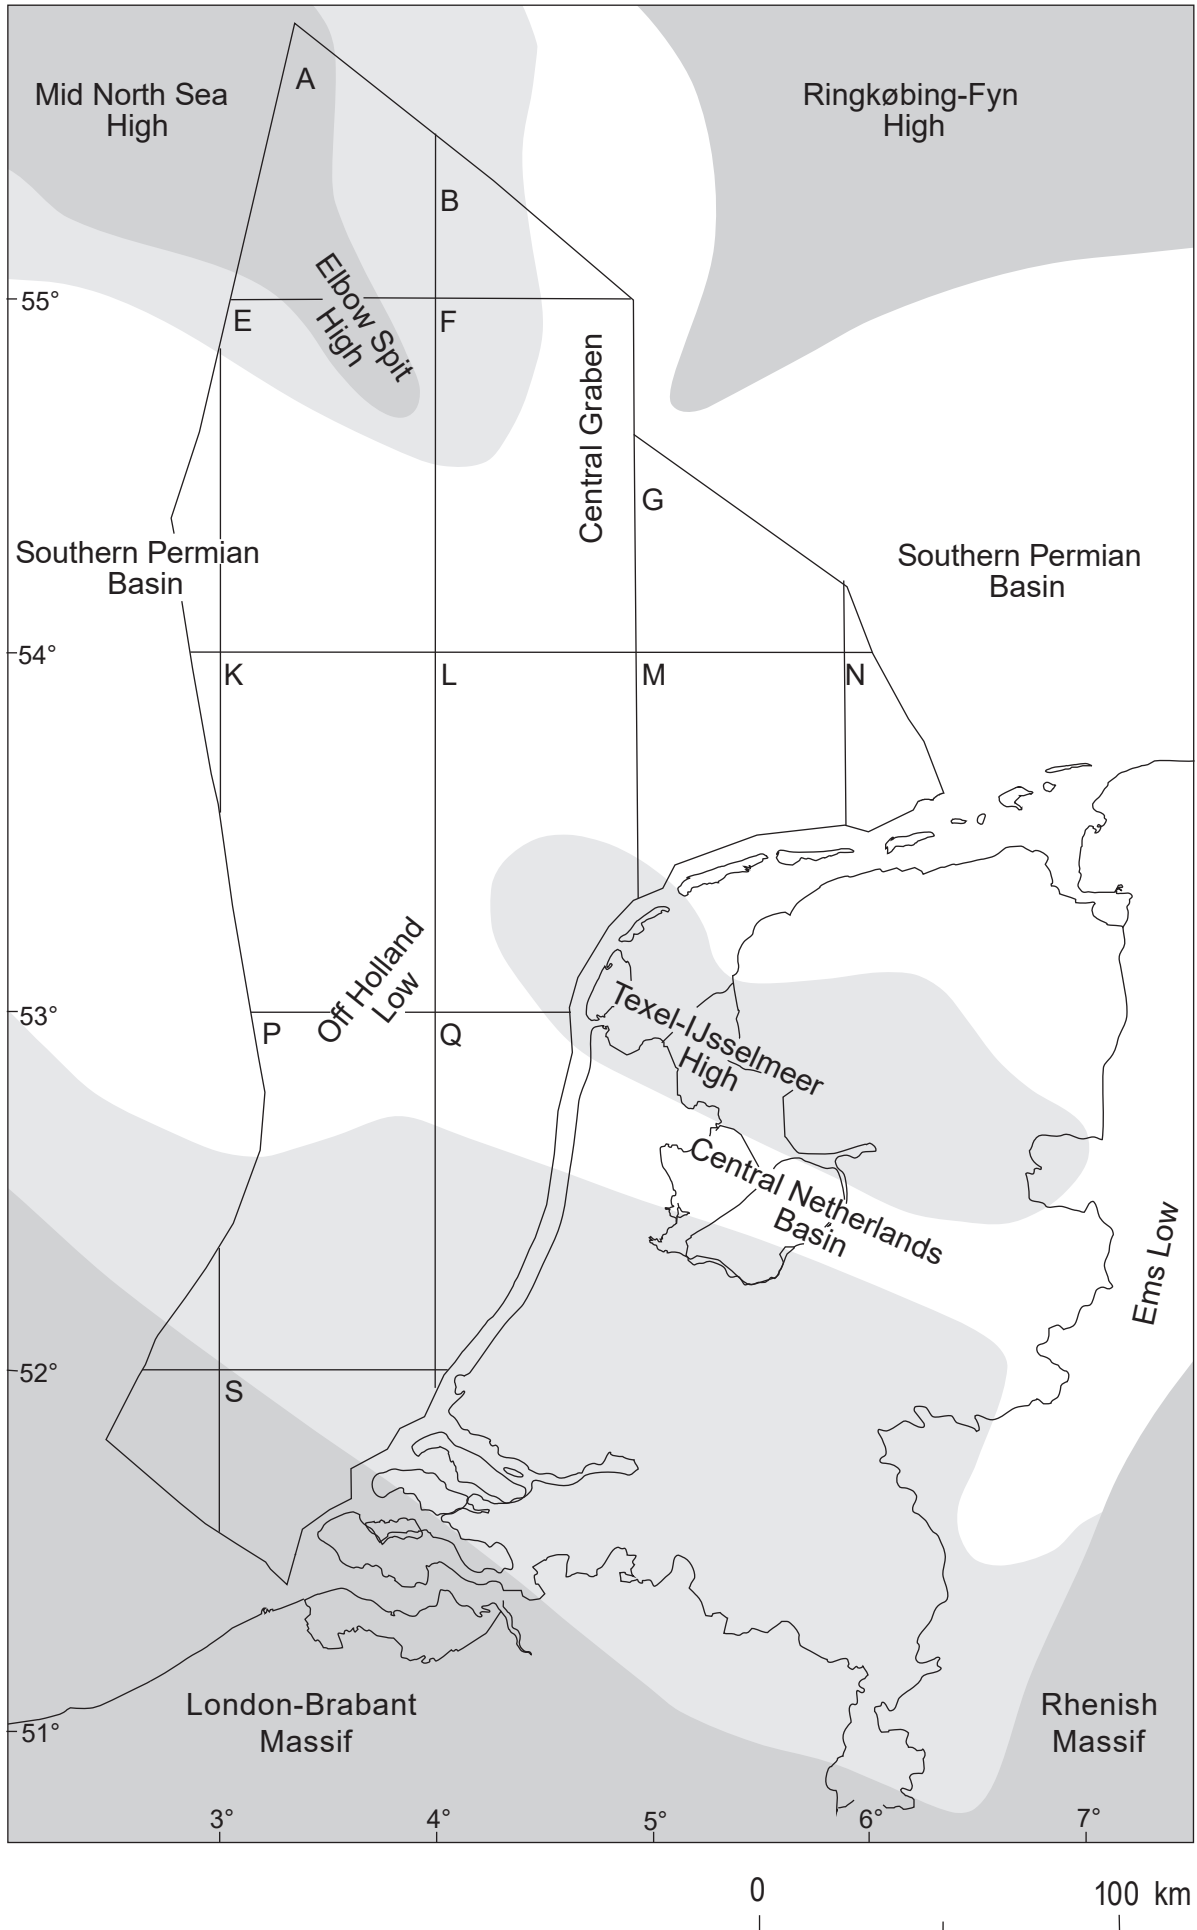 A
Mid North Sea
High
Ringkøbing-Fyn
High
B
55°
E
Elbow Spit
High
F
Central Graben
G
Southern Permian
Basin
Southern Permian
Basin
54°
K
L
M
N
Off Holland
Low
53°
P
Q
Texel-IJsselmeer
High
Central Netherlands
Basin
Ems Low
52°
S
London-Brabant
Massif
Rhenish
Massif
51°
3°
4°
5°
6°
7°
0
100 km